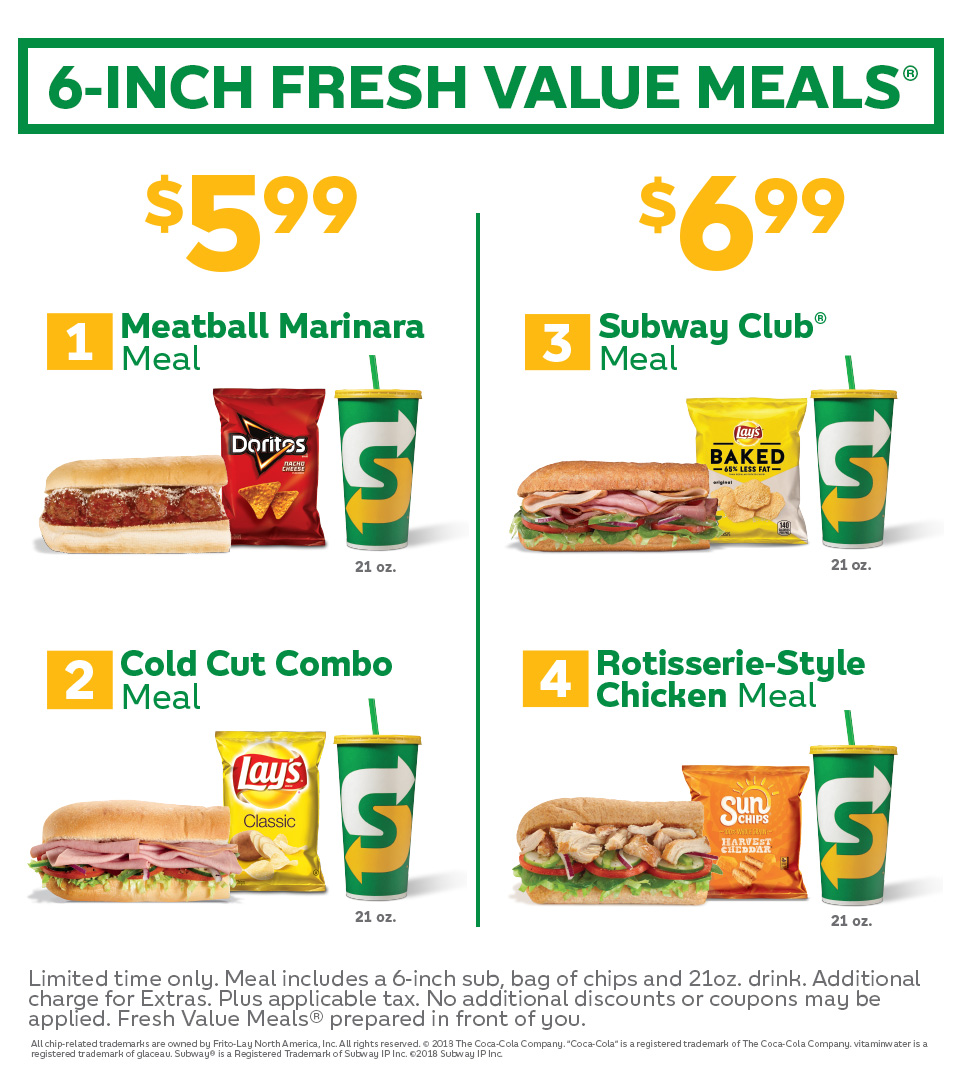 6-INCH FRESH VALUE MEALS®
$5.99
1 Meatball Marinara
Meal
Doritos
NACHO
CHEESE
21 oz.
2 Cold Cut Combo
Meal
Lay's
Classic
21 oz.
$6.99
3 Subway Club®
Meal
Lay's
BAKED
65% LESS FAT
original
140
21 oz.
4 Rotisserie-Style
Chicken Meal
Sun
CHIPS
HARVEST
CHEDDAR
21 oz.
Limited time only. Meal includes a 6-inch sub, bag of chips and 21oz. drink. Additional
charge for Extras. Plus applicable tax. No additional discounts or coupons may be
applied. Fresh Value Meals® prepared in front of you.
All chip-related trademarks are owned by Frito-Lay North America, Inc. All rights reserved. © 2018 The Coca-Cola Company. "Coca-Cola" is a registered trademark of The Coca-Cola Company. vitaminwater is a
registered trademark of glaceau. Subway® is a Registered Trademark of Subway IP Inc. ©2018 Subway IP Inc.